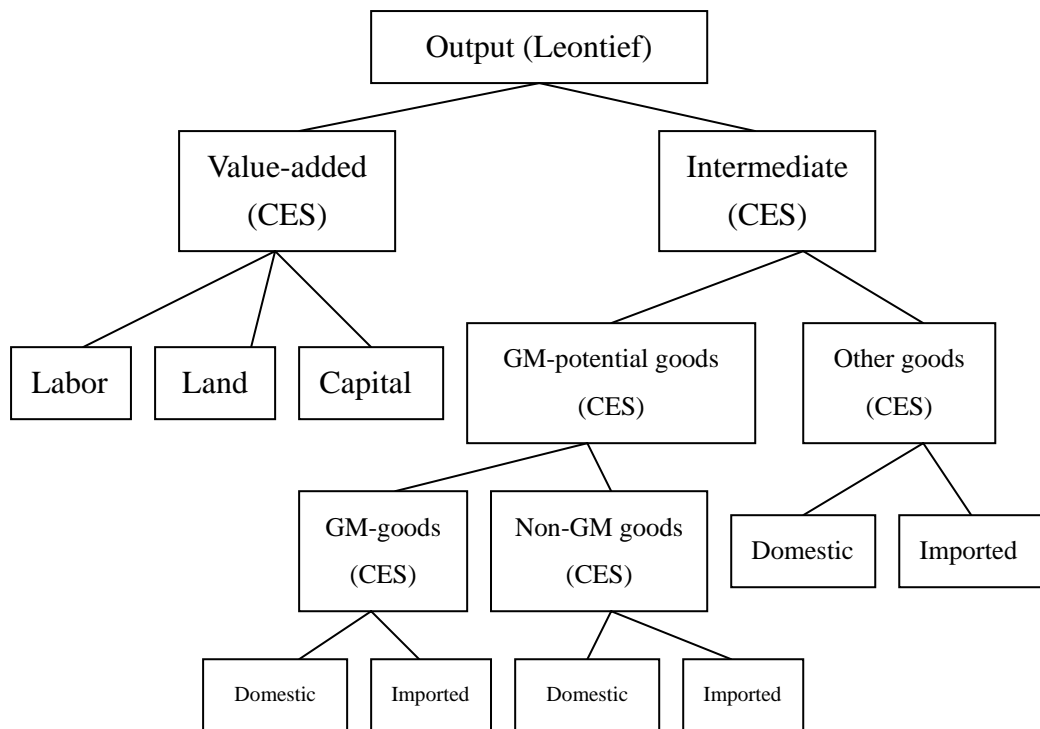 Output (Leontief)
Value-added
(CES)
Intermediate
(CES)
Labor
Land
Capital
GM-potential goods
(CES)
Other goods
(CES)
GM-goods
(CES)
Non-GM goods
(CES)
Domestic
Imported
Domestic
Imported
Domestic
Imported